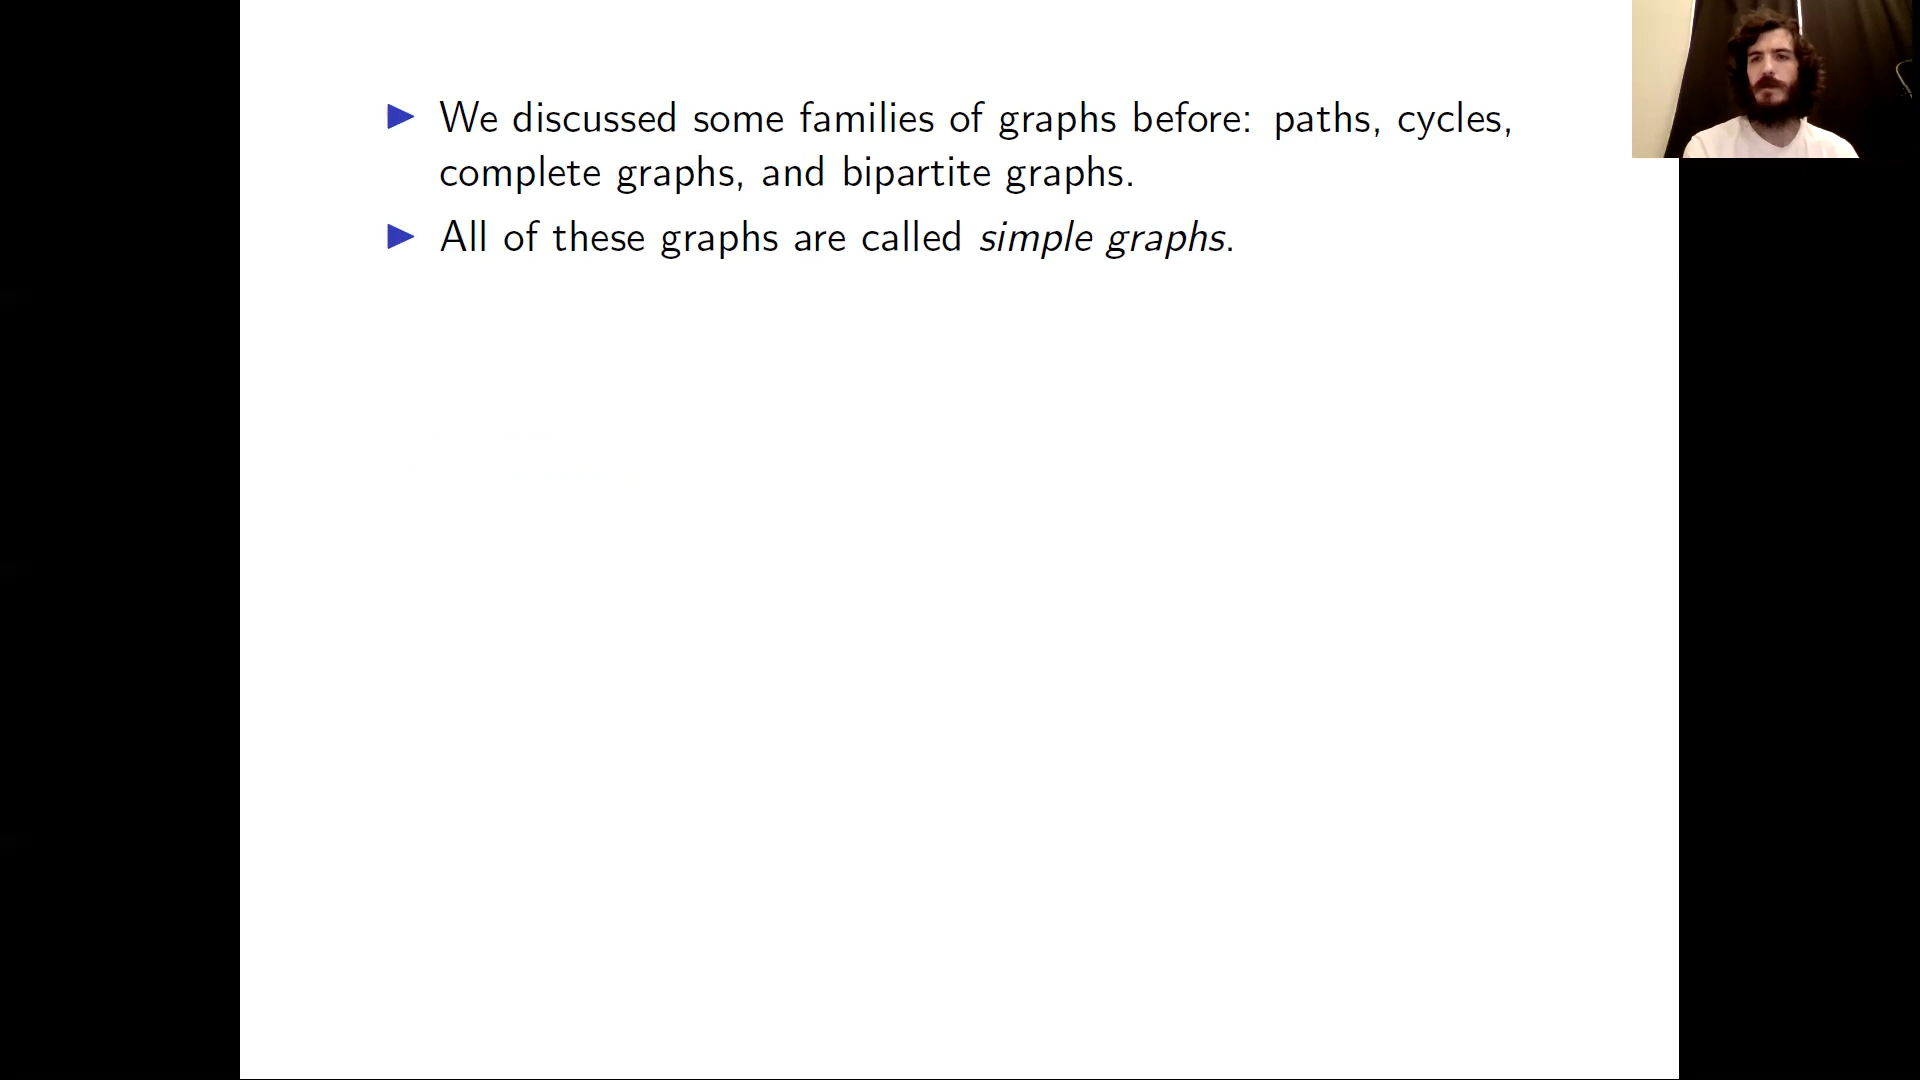 We discussed some families of graphs before: paths, cycles,
complete graphs, and bipartite graphs.
All of these graphs are called simple graphs.